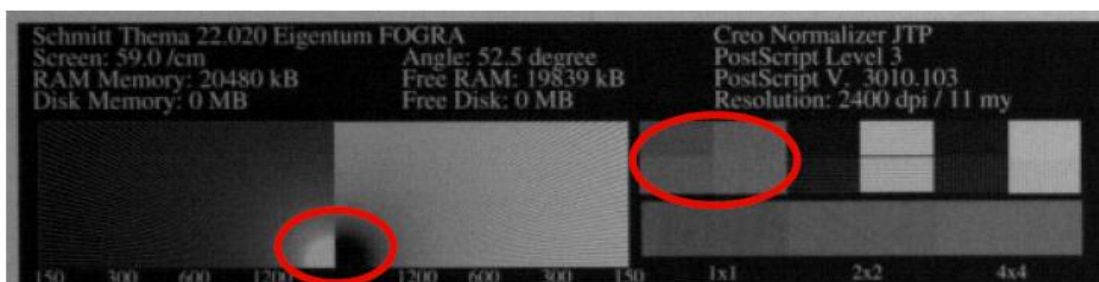 Schmitt Thema 22.020 Eigentum FOGRA Creo Normalizer JTP
Screen: 59.0 /cm Angle: 52.5 degree PostScript Level 3
RAM Memory: 20480 kB Free RAM: 19839 kB PostScript V. 3010.103
Disk Memory: 0 MB Free Disk: 0 MB Resolution: 2400 dpi / 11 my
150 300 600 1200 1200 600 300 150 1x1 2x2 4x4